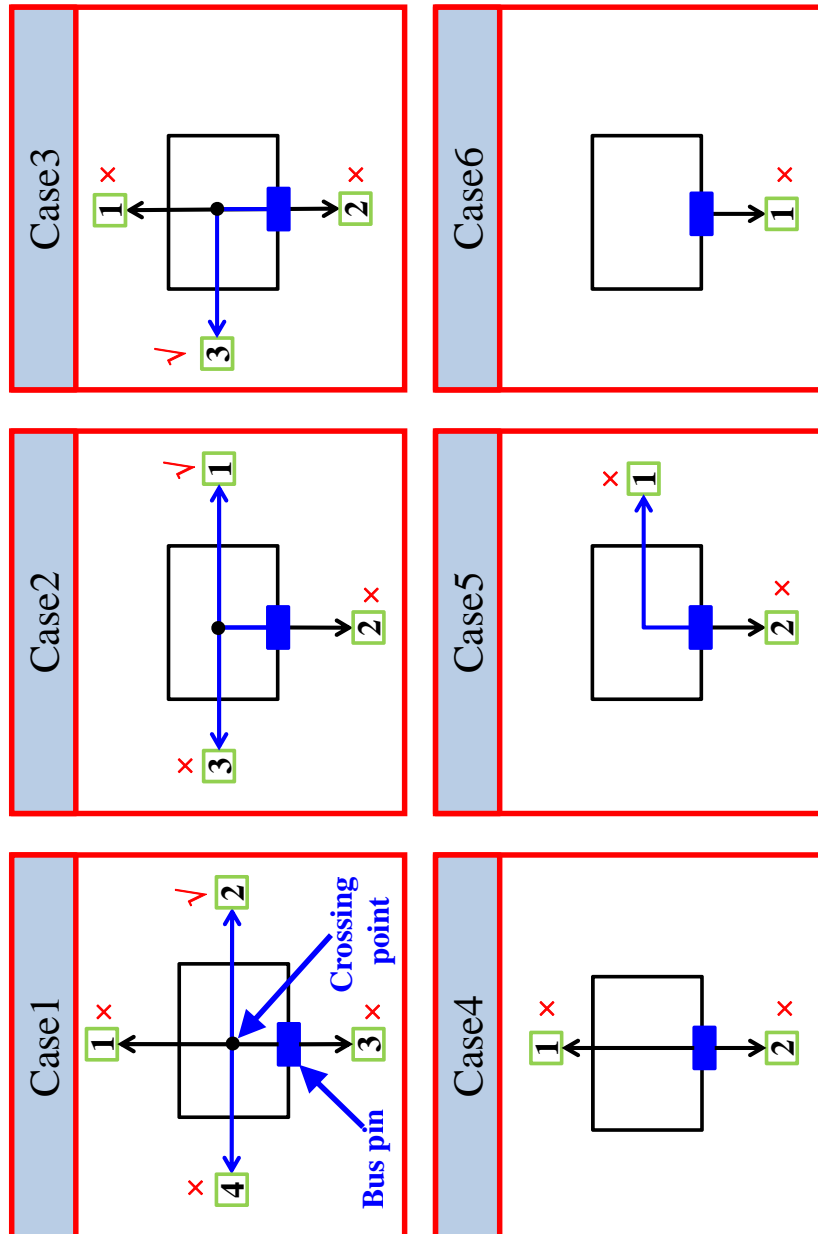 Case1
1 ×
× √
4 2
Crossing
point
Bus pin
3 ×
Case2
× √
3 1
2 ×
Case3
1 ×
√
3
2 ×
Case4
1 ×
2 ×
Case5
×
1
2 ×
Case6
1 ×